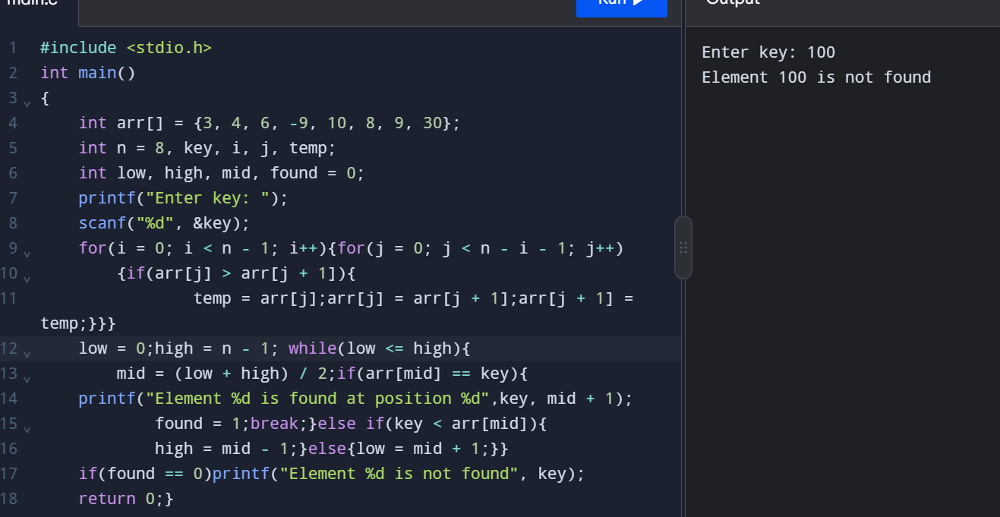 main.c
Run
Output
1 #include <stdio.h>
2 int main()
3 {
4 int arr[] = {3, 4, 6, -9, 10, 8, 9, 30};
5 int n = 8, key, i, j, temp;
6 int low, high, mid, found = 0;
7 printf("Enter key: ");
8 scanf("%d", &key);
9 for(i = 0; i < n - 1; i++){for(j = 0; j < n - i - 1; j++)
10 {if(arr[j] > arr[j + 1]){
11 temp = arr[j];arr[j] = arr[j + 1];arr[j + 1] =
temp;}}}
12 low = 0;high = n - 1; while(low <= high){
13 mid = (low + high) / 2;if(arr[mid] == key){
14 printf("Element %d is found at position %d",key, mid + 1);
15 found = 1;break;}else if(key < arr[mid]){
16 high = mid - 1;}else{low = mid + 1;}}
17 if(found == 0)printf("Element %d is not found", key);
18 return 0;}
Enter key: 100
Element 100 is not found